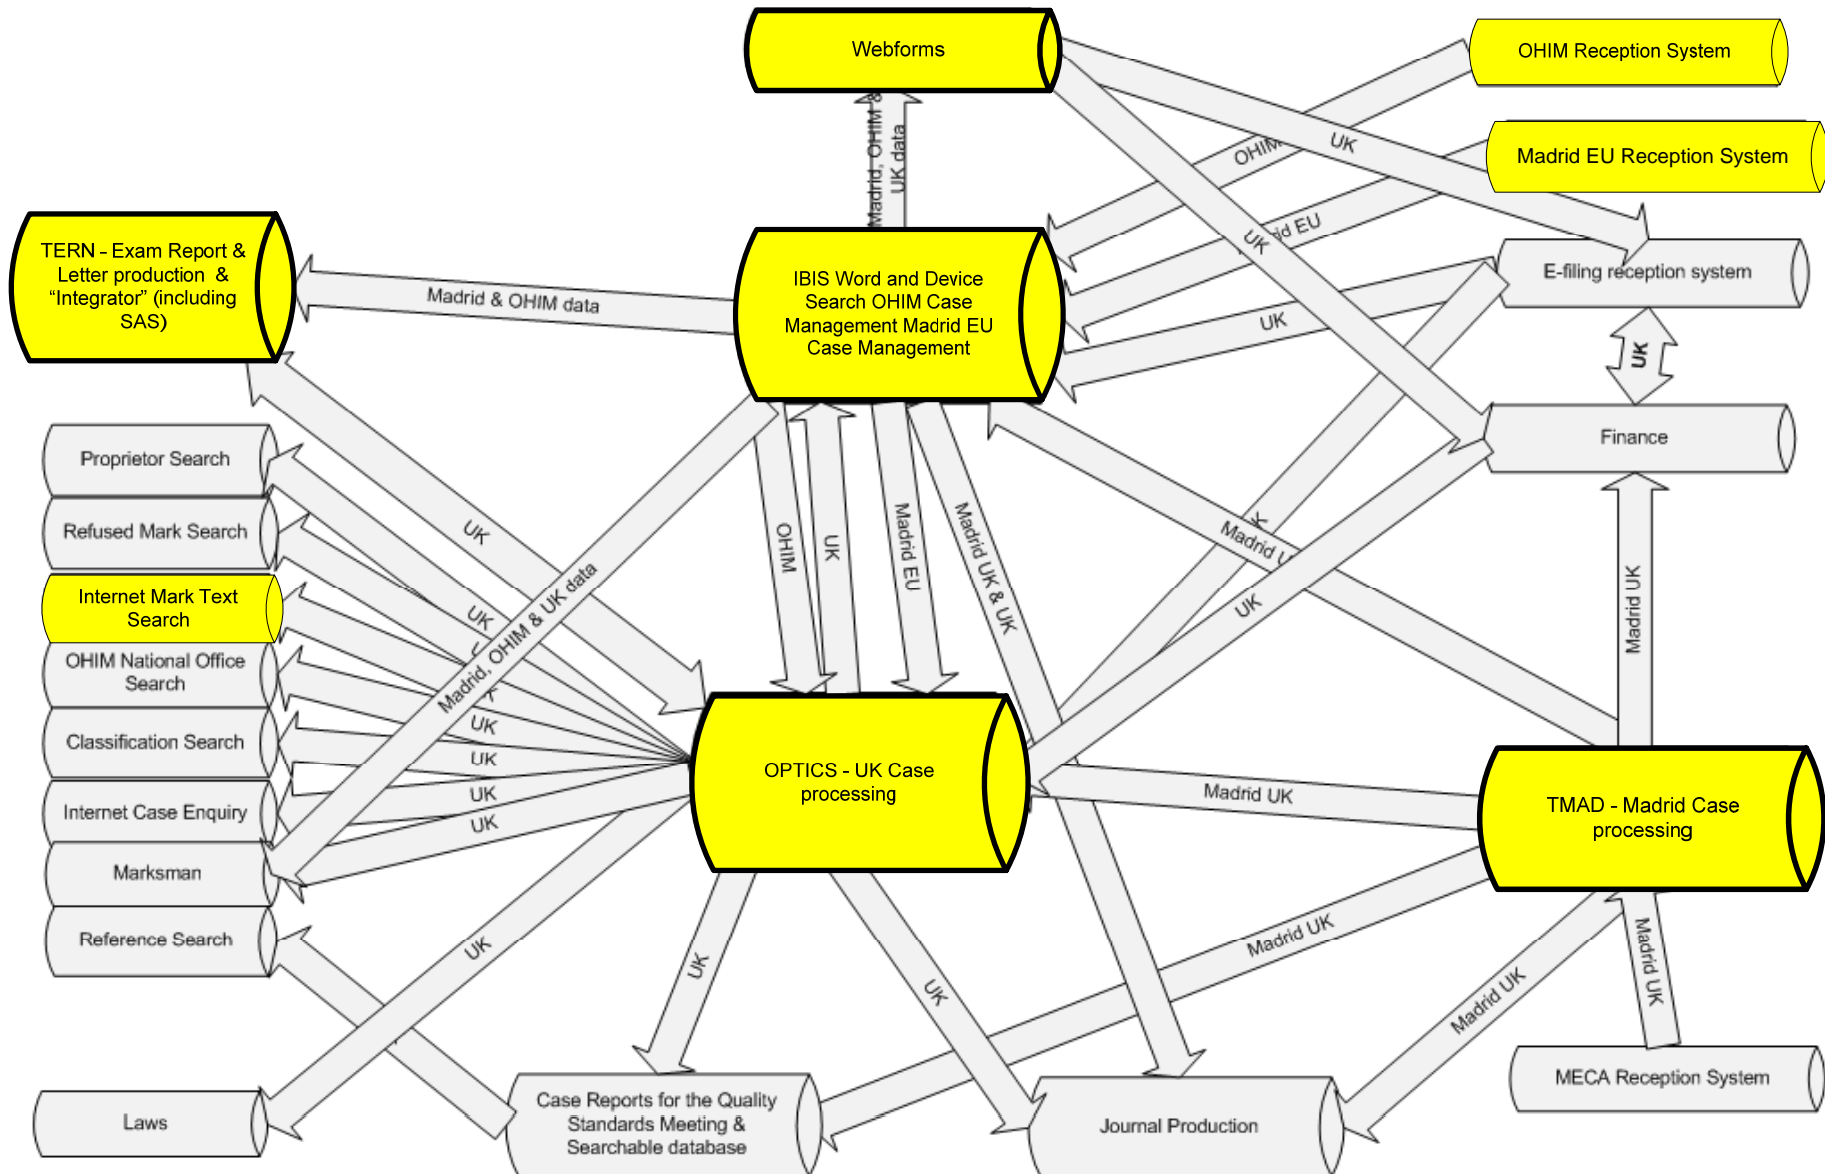 Webforms
OHIM Reception System
Madrid EU Reception System
UK
OHIM
Madrid, OHIM &
UK data
TERN - Exam Report &
Letter production &
“Integrator” (including
SAS)
Madrid & OHIM data
IBIS Word and Device
Search OHIM Case
Management Madrid EU
Case Management
EU
UK
E-filing reception system
UK
UK
Finance
Proprietor Search
Refused Mark Search
Internet Mark Text
Search
OHIM National Office
Search
Classification Search
Internet Case Enquiry
Marksman
Reference Search
UK
UK
Madrid, OHIM & UK data
UK
UK
UK
UK
OHIM
UK
Madrid EU
Madrid UK & UK
Madrid
UK
Madrid UK
OPTICS - UK Case
processing
Madrid UK
TMAD - Madrid Case
processing
UK
UK
UK
Madrid UK
Madrid UK
Madrid UK
MECA Reception System
Laws
Case Reports for the Quality
Standards Meeting &
Searchable database
Journal Production